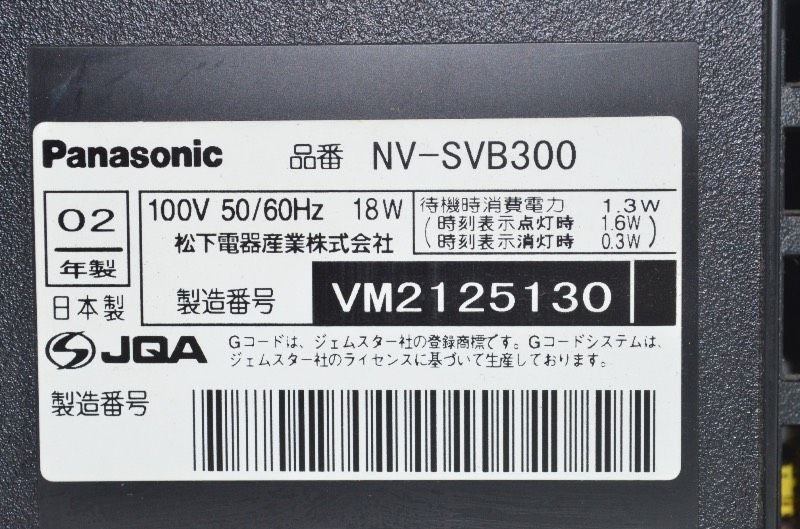 Panasonic 品番 NV-SVB300
02
年製
日本製
100V 50/60Hz 18W
松下電器産業株式会社
待機時消費電力 1.3W
(時刻表示点灯時 1.6W)
(時刻表示消灯時 0.3W)
製造番号 VM2125130
JQA
Gコードは、ジェムスター社の登録商標です。Gコードシステムは、
ジェムスター社のライセンスに基づいて生産しております。
製造番号